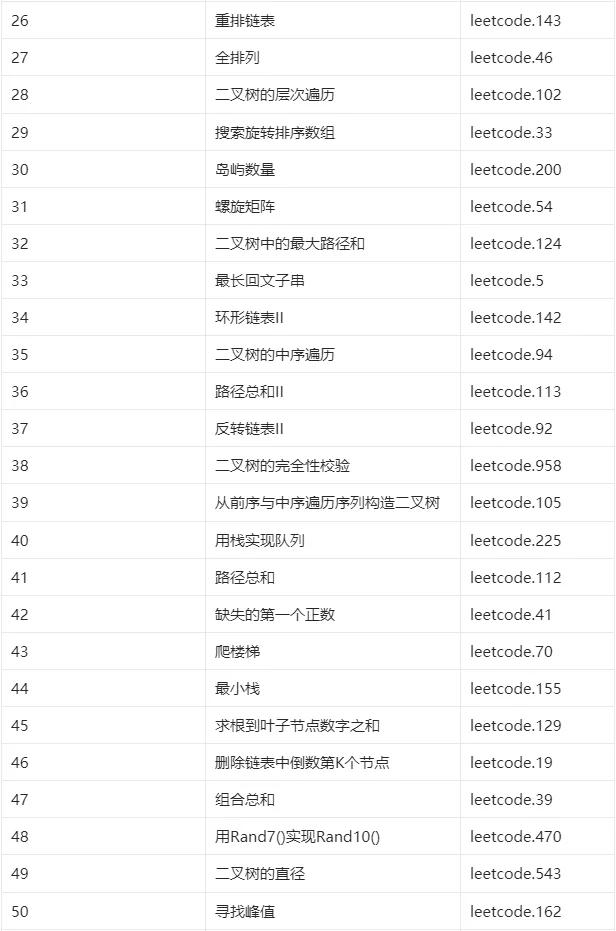 26 重排链表 leetcode.143
27 全排列 leetcode.46
28 二叉树的层次遍历 leetcode.102
29 搜索旋转排序数组 leetcode.33
30 岛屿数量 leetcode.200
31 螺旋矩阵 leetcode.54
32 二叉树中的最大路径和 leetcode.124
33 最长回文子串 leetcode.5
34 环形链表II leetcode.142
35 二叉树的中序遍历 leetcode.94
36 路径总和II leetcode.113
37 反转链表II leetcode.92
38 二叉树的完全性校验 leetcode.958
39 从前序与中序遍历序列构造二叉树 leetcode.105
40 用栈实现队列 leetcode.225
41 路径总和 leetcode.112
42 缺失的第一个正数 leetcode.41
43 爬楼梯 leetcode.70
44 最小栈 leetcode.155
45 求根到叶子节点数字之和 leetcode.129
46 删除链表中倒数第K个节点 leetcode.19
47 组合总和 leetcode.39
48 用Rand7()实现Rand10() leetcode.470
49 二叉树的直径 leetcode.543
50 寻找峰值 leetcode.162